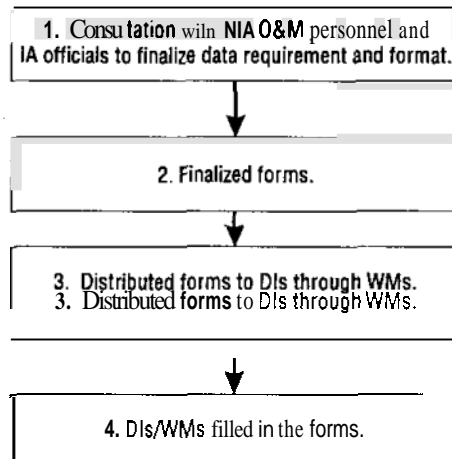 1. Consu tation wiln NIA O&M personnel and
IA officials to finalize data requirement and format.
2. Finalized forms.
3. Distributed forms to DIs through WMs.
3. Distributed forms to DIs through WMs.
4. DIs/WMs filled in the forms.